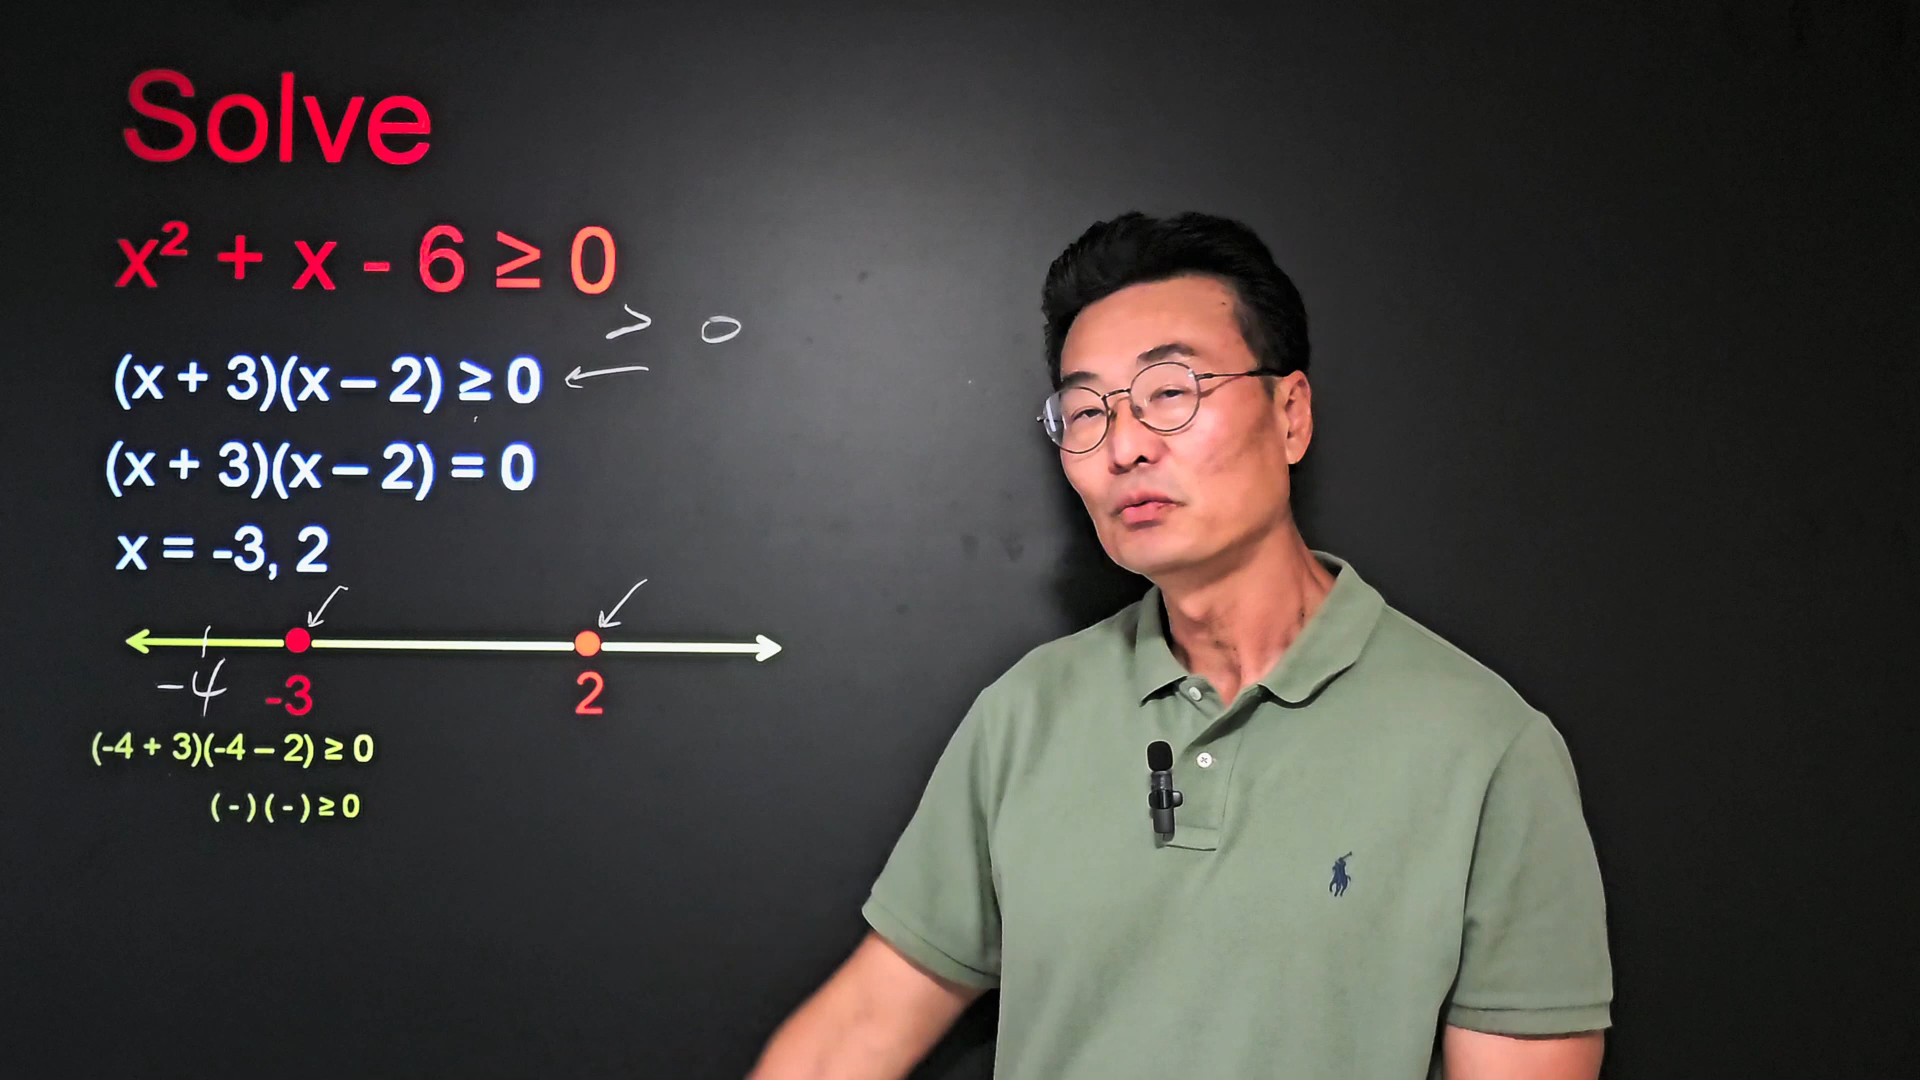 Solve
x² + x - 6 ≥ 0
> 0
(x + 3)(x – 2) ≥ 0
(x + 3)(x – 2) = 0
x = -3, 2
-4 -3 2
(-4 + 3)(-4 – 2) ≥ 0
( - ) ( - ) ≥ 0